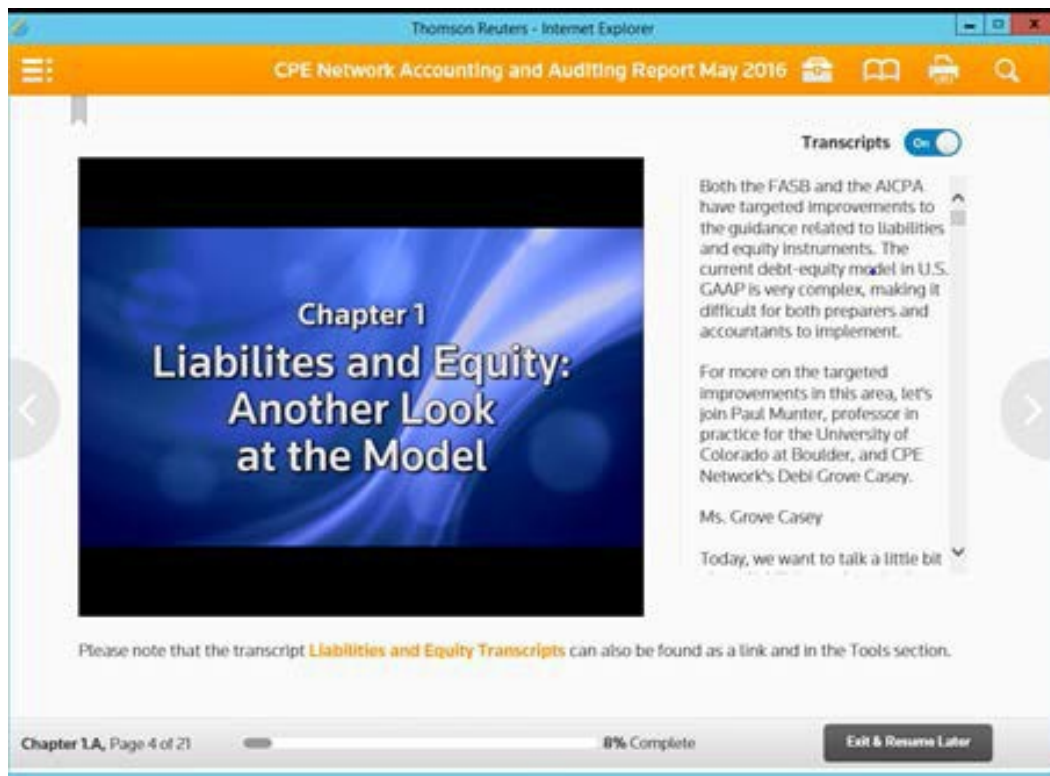 Thomson Reuters - Internet Explorer
CPE Network Accounting and Auditing Report May 2016
Transcripts On
Chapter 1
Liabilites and Equity:
Another Look
at the Model
Both the FASB and the AICPA
have targeted improvements to
the guidance related to liabilities
and equity instruments. The
current debt-equity model in U.S.
GAAP is very complex, making it
difficult for both preparers and
accountants to implement.
For more on the targeted
improvements in this area, let's
join Paul Munter, professor in
practice for the University of
Colorado at Boulder, and CPE
Network's Debi Grove Casey.
Ms. Grove Casey
Today, we want to talk a little bit
Please note that the transcript Liabilities and Equity Transcripts can also be found as a link and in the Tools section.
Chapter 1.A, Page 4 of 21
8% Complete
Exit & Resume Later